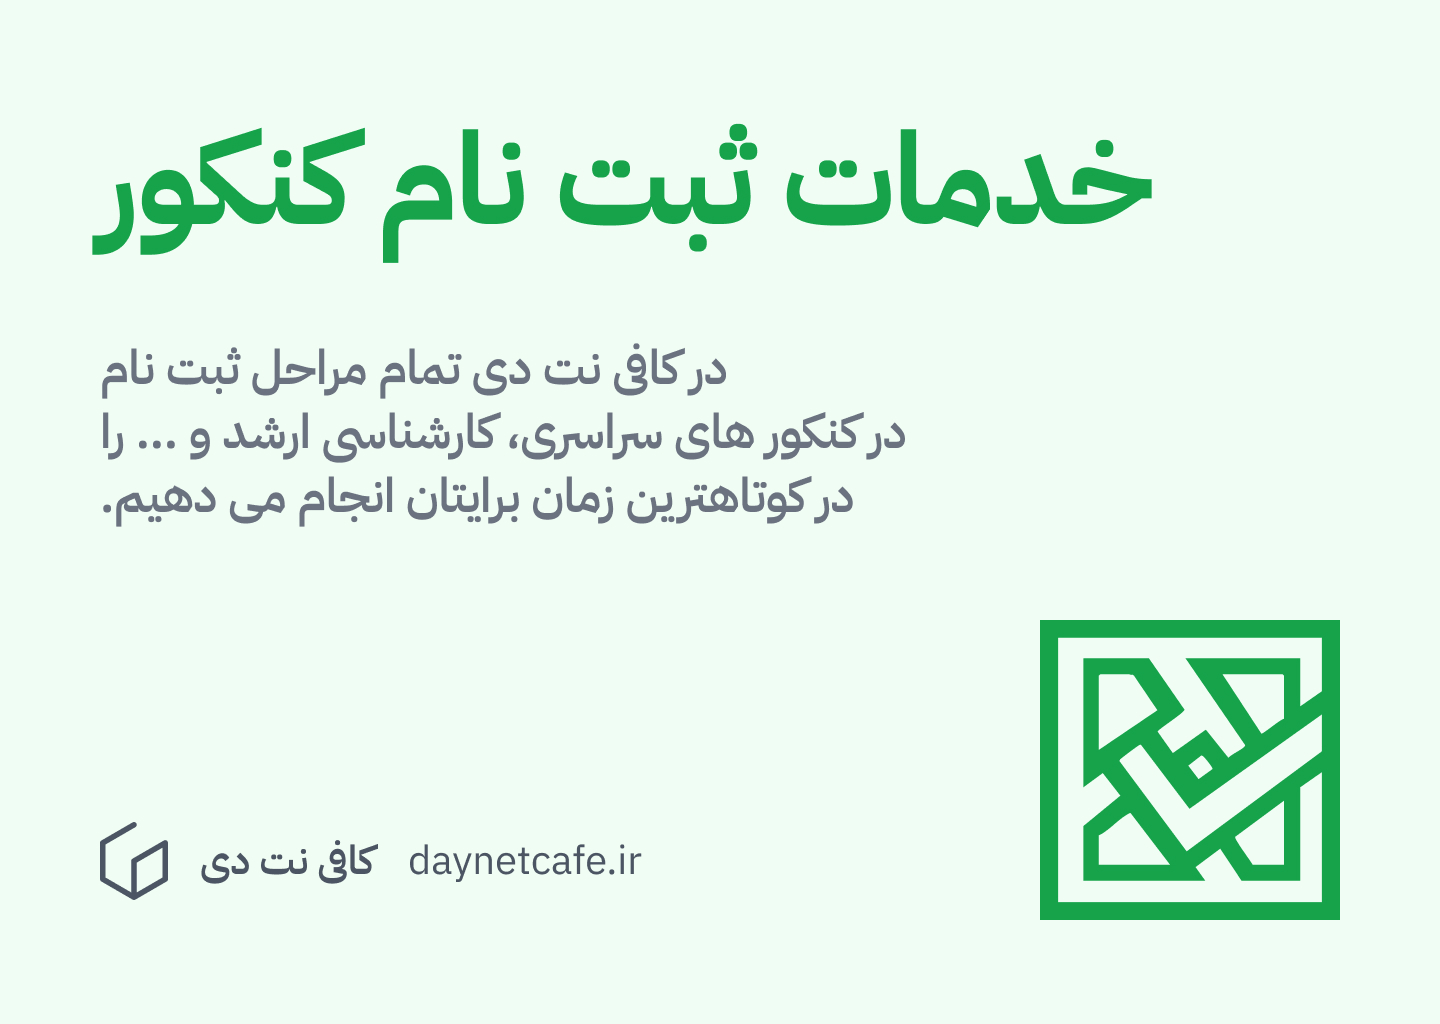 خدمات ثبت نام کنکور
در کافی نت دی تمام مراحل ثبت نام
در کنکور های سراسری، کارشناسی ارشد و ... را
در کوتاهترین زمان برایتان انجام می دهیم.
کافی نت دی daynetcafe.ir